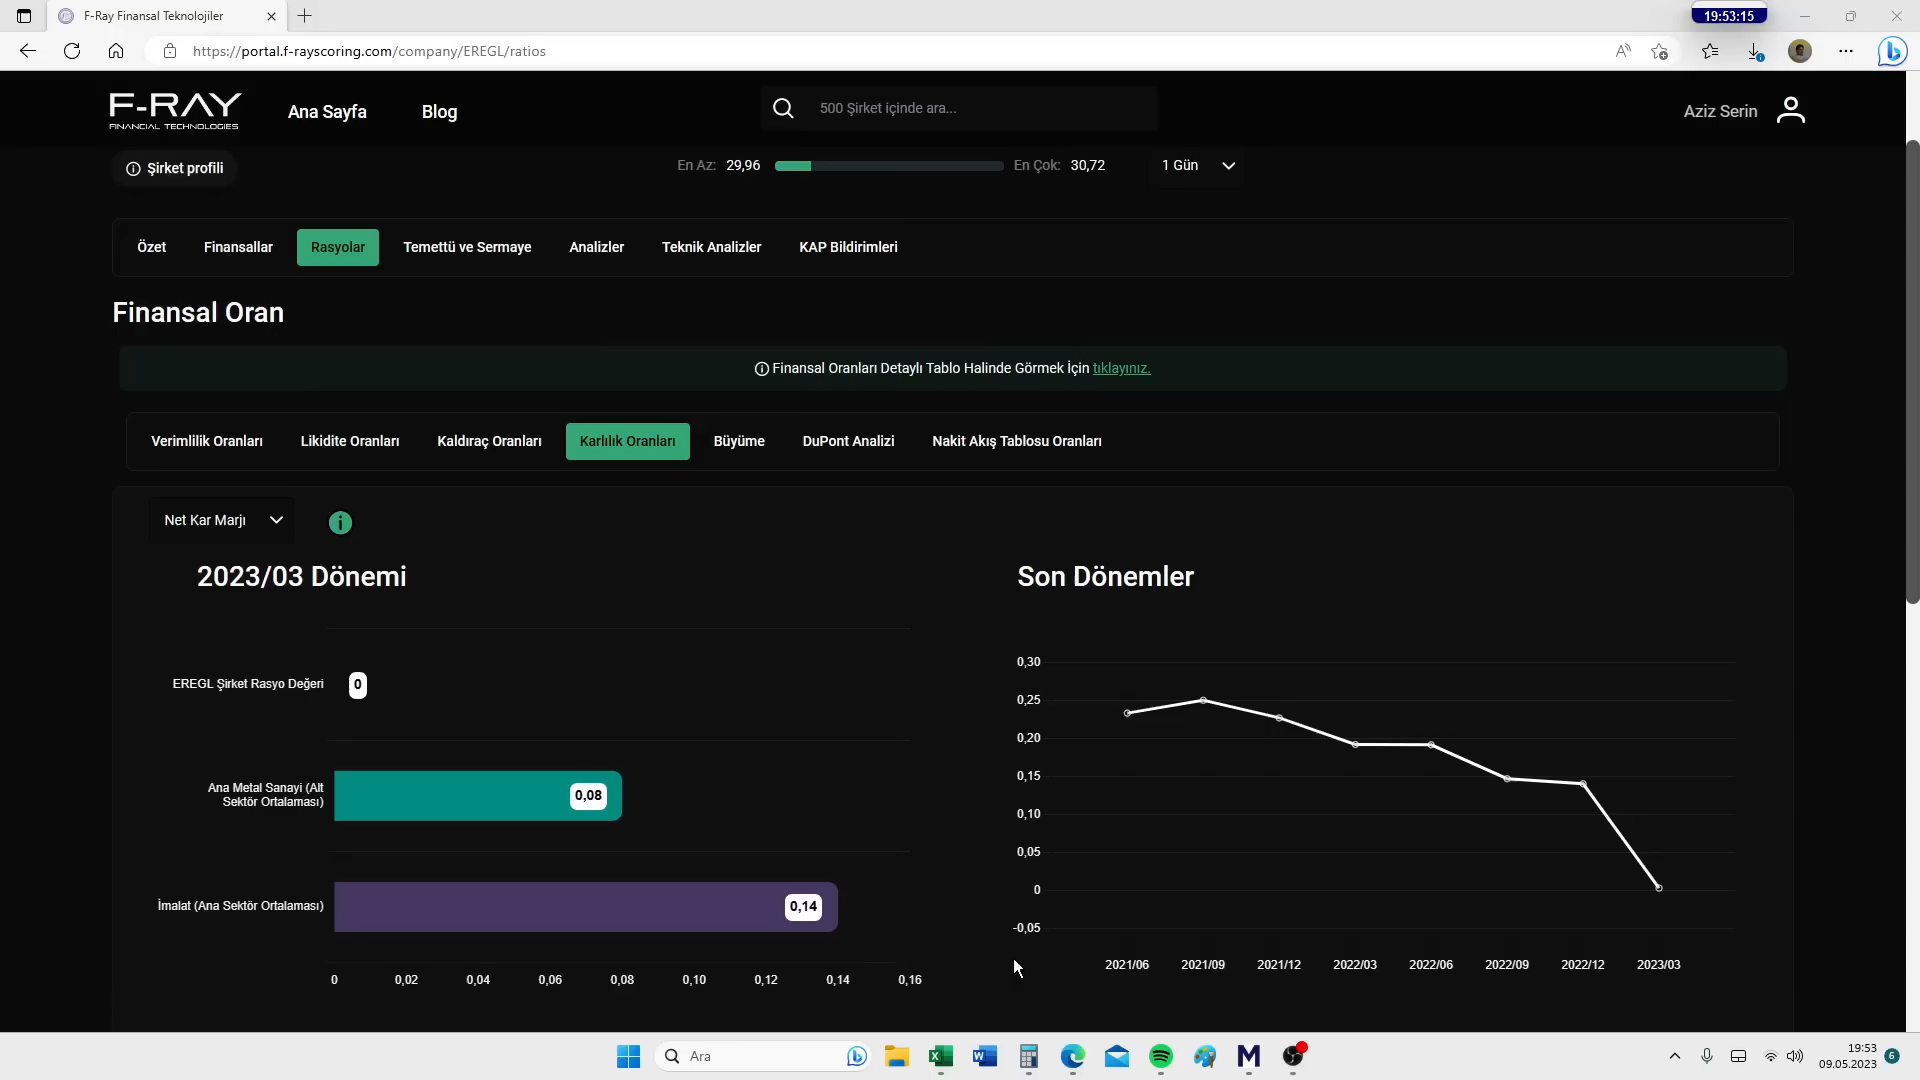 F-Ray Finansal Teknolojiler
19:53:15
https://portal.f-rayscoring.com/company/EREGL/ratios
F-RAY
FINANCIAL TECHNOLOGIES
Ana Sayfa
Blog
500 Şirket içinde ara...
Aziz Serin
Şirket profili
En Az: 29,96
En Çok: 30,72
1 Gün
Özet
Finansallar
Rasyolar
Temettü ve Sermaye
Analizler
Teknik Analizler
KAP Bildirimleri
Finansal Oran
Finansal Oranları Detaylı Tablo Halinde Görmek İçin tıklayınız.
Verimlilik Oranları
Likidite Oranları
Kaldıraç Oranları
Karlılık Oranları
Büyüme
DuPont Analizi
Nakit Akış Tablosu Oranları
Net Kar Marjı
2023/03 Dönemi
EREGL Şirket Rasyo Değeri
0
Ana Metal Sanayi (Alt
Sektör Ortalaması)
0,08
İmalat (Ana Sektör Ortalaması)
0,14
0 0,02 0,04 0,06 0,08 0,10 0,12 0,14 0,16
Son Dönemler
0,30
0,25
0,20
0,15
0,10
0,05
0
-0,05
2021/06 2021/09 2021/12 2022/03 2022/06 2022/09 2022/12 2023/03
Ara
19:53
09.05.2023
6